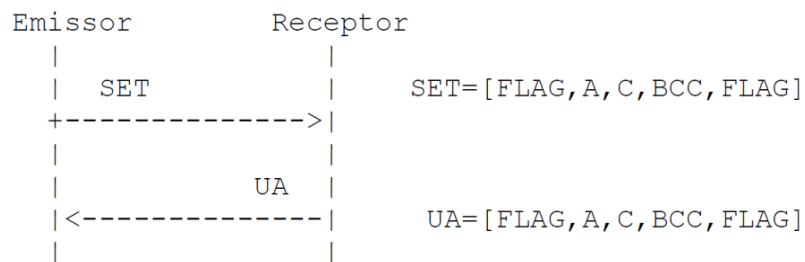 Emissor Receptor
SET SET=[FLAG,A,C,BCC,FLAG]
UA
UA=[FLAG,A,C,BCC,FLAG]